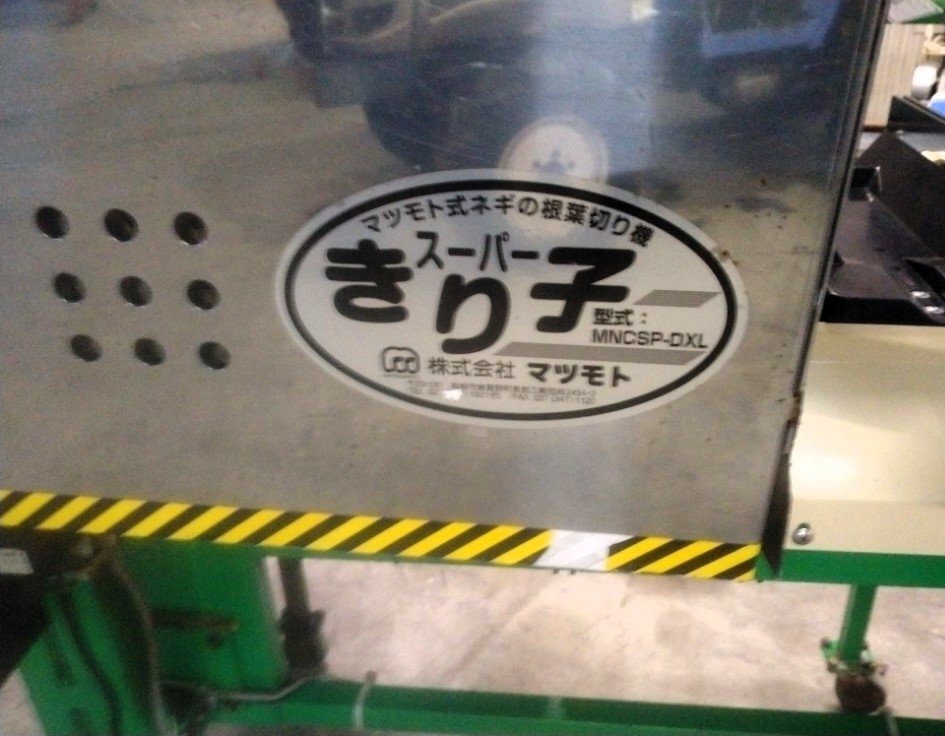 マツモト式ネギの根葉切り機
スーパー
きり子
型式：
MNCSP-DXL
株式会社 マツモト